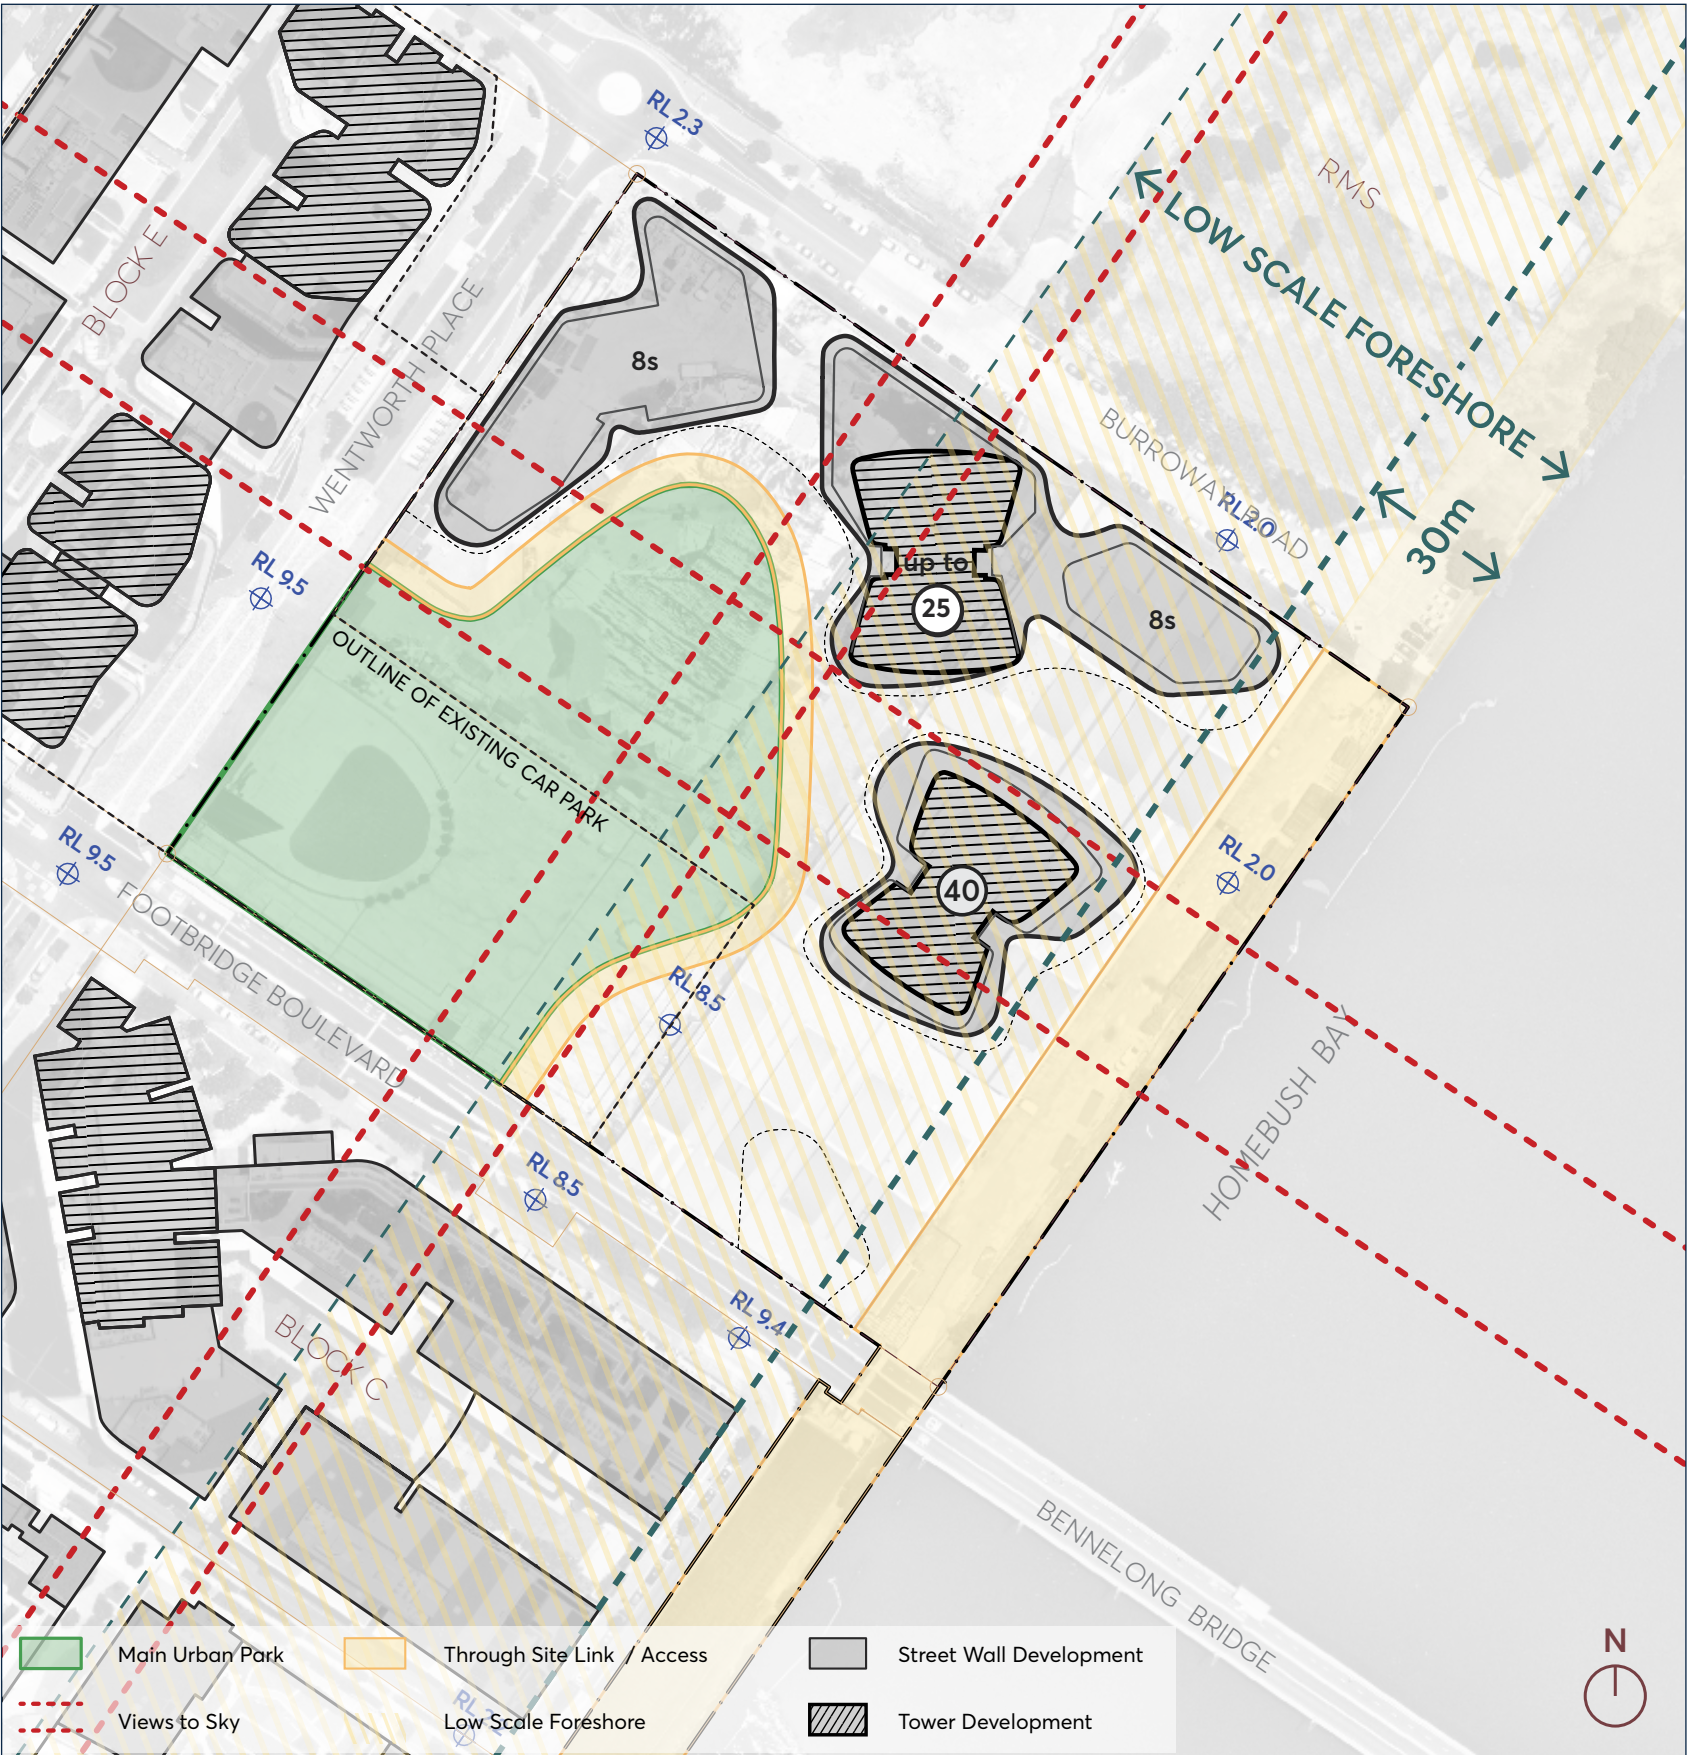 RL 2.3
RMS
LOW SCALE FORESHORE
BLOCK E
WENTWORTH PLACE
8s
BURROWAY ROAD
RL 2.0
30m
up to
25
8s
RL 9.5
OUTLINE OF EXISTING CAR PARK
RL 9.5
RL 2.0
40
FOOTBRIDGE BOULEVARD
RL 8.5
HOMEBUSH BAY
RL 8.5
RL 9.4
BLOCK C
BENNELONG BRIDGE
N
Main Urban Park
Through Site Link / Access
Street Wall Development
Views to Sky
Low Scale Foreshore
Tower Development